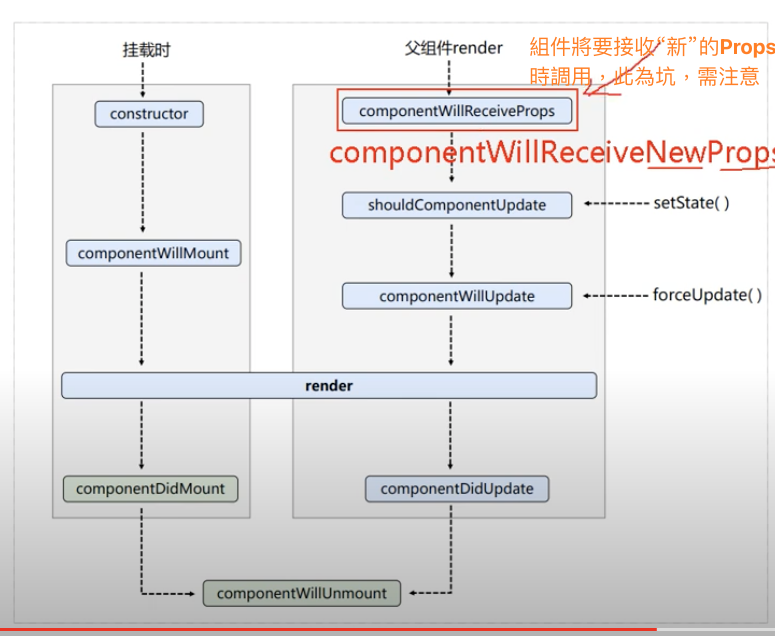 挂载时
父组件render
組件將要接收“新”的Props
時調用，此為坑，需注意
constructor
componentWillReceiveProps
componentWillReceiveNewProps
shouldComponentUpdate
setState( )
componentWillMount
componentWillUpdate
forceUpdate( )
render
componentDidMount
componentDidUpdate
componentWillUnmount